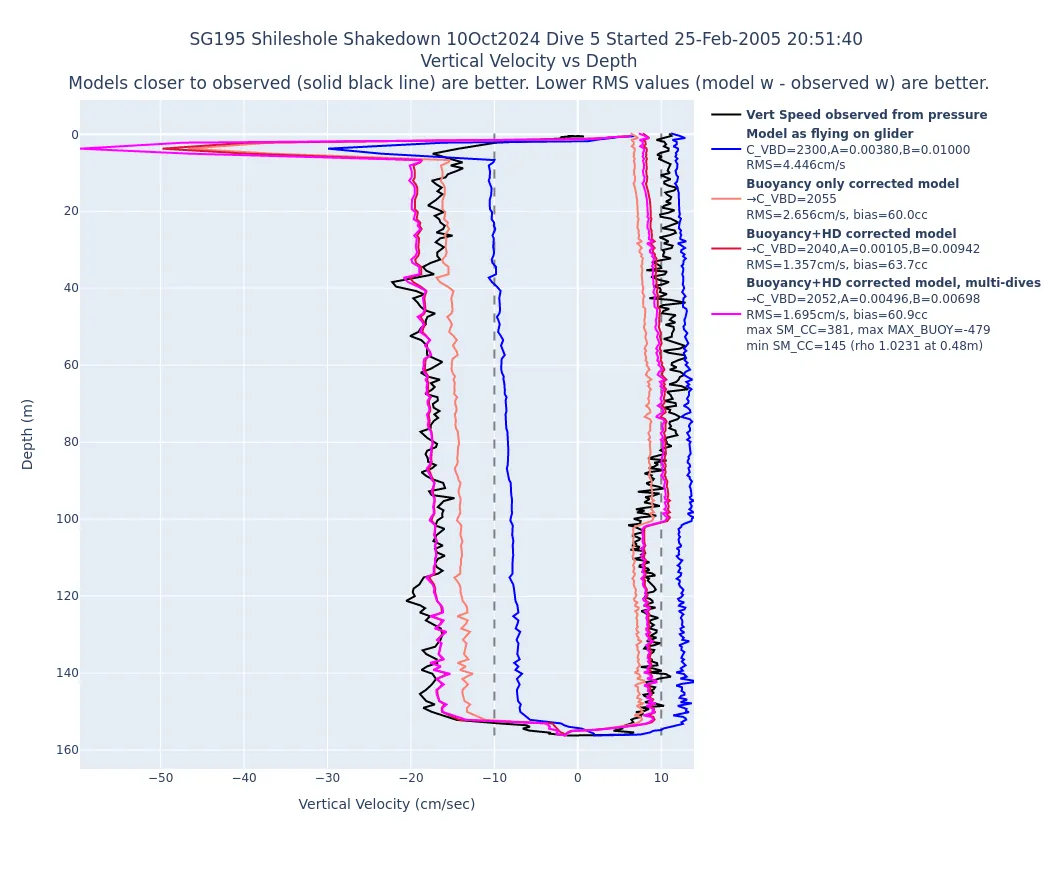 SG195 Shileshole Shakedown 10Oct2024 Dive 5 Started 25-Feb-2005 20:51:40
Vertical Velocity vs Depth
Models closer to observed (solid black line) are better. Lower RMS values (model w - observed w) are better.
Vert Speed observed from pressure
Model as flying on glider
C_VBD=2300,A=0.00380,B=0.01000
RMS=4.446cm/s
Buoyancy only corrected model
→C_VBD=2055
RMS=2.656cm/s, bias=60.0cc
Buoyancy+HD corrected model
→C_VBD=2040,A=0.00105,B=0.00942
RMS=1.357cm/s, bias=63.7cc
Buoyancy+HD corrected model, multi-dives
→C_VBD=2052,A=0.00496,B=0.00698
RMS=1.695cm/s, bias=60.9cc
max SM_CC=381, max MAX_BUOY=-479
min SM_CC=145 (rho 1.0231 at 0.48m)
Depth (m)
0
20
40
60
80
100
120
140
160
−50 −40 −30 −20 −10 0 10
Vertical Velocity (cm/sec)